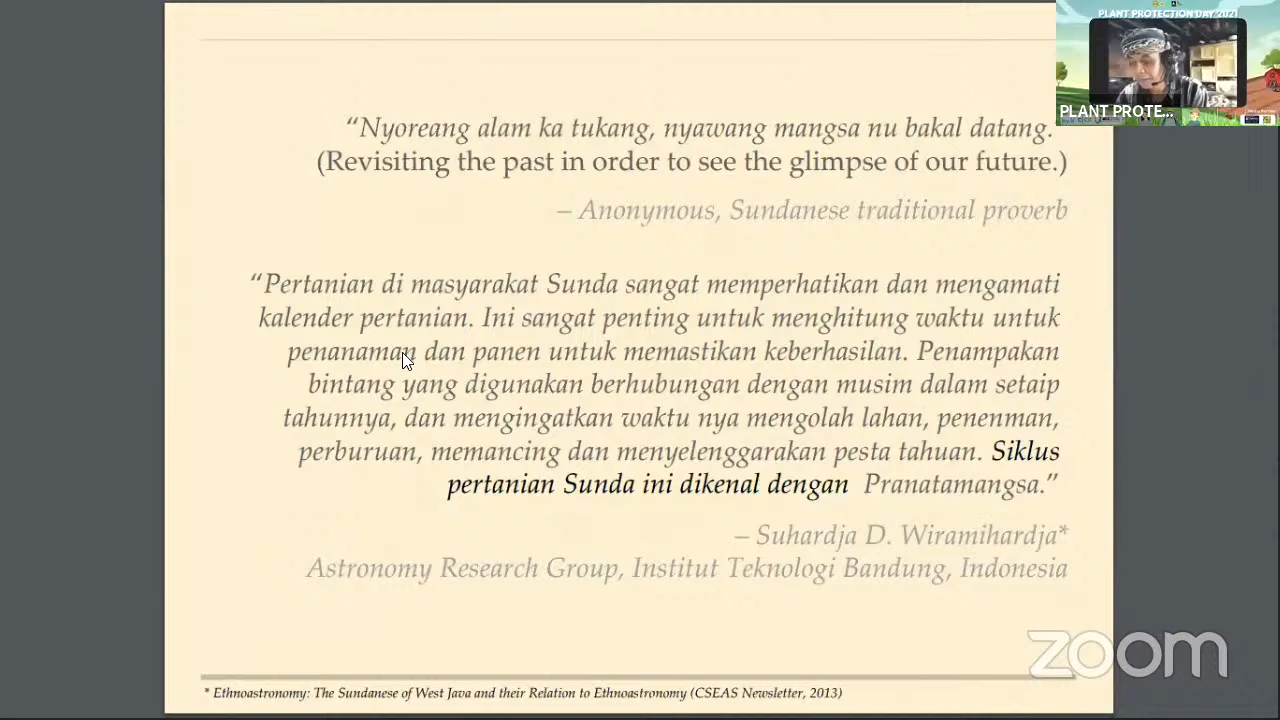 PLANT PROTECTION DAY 202
PLANT PROTE...
“Nyoreang alam ka tukang, nyawang mangsa nu bakal datang.
(Revisiting the past in order to see the glimpse of our future.)
– Anonymous, Sundanese traditional proverb
“Pertanian di masyarakat Sunda sangat memperhatikan dan mengamati
kalender pertanian. Ini sangat penting untuk menghitung waktu untuk
penanaman dan panen untuk memastikan keberhasilan. Penampakan
bintang yang digunakan berhubungan dengan musim dalam setaip
tahunnya, dan mengingatkan waktu nya mengolah lahan, penenman,
perburuan, memancing dan menyelenggarakan pesta tahuan. Siklus
pertanian Sunda ini dikenal dengan Pranatamangsa.”
– Suhardja D. Wiramihardja*
Astronomy Research Group, Institut Teknologi Bandung, Indonesia
zoom
* Ethnoastronomy: The Sundanese of West Java and their Relation to Ethnoastronomy (CSEAS Newsletter, 2013)